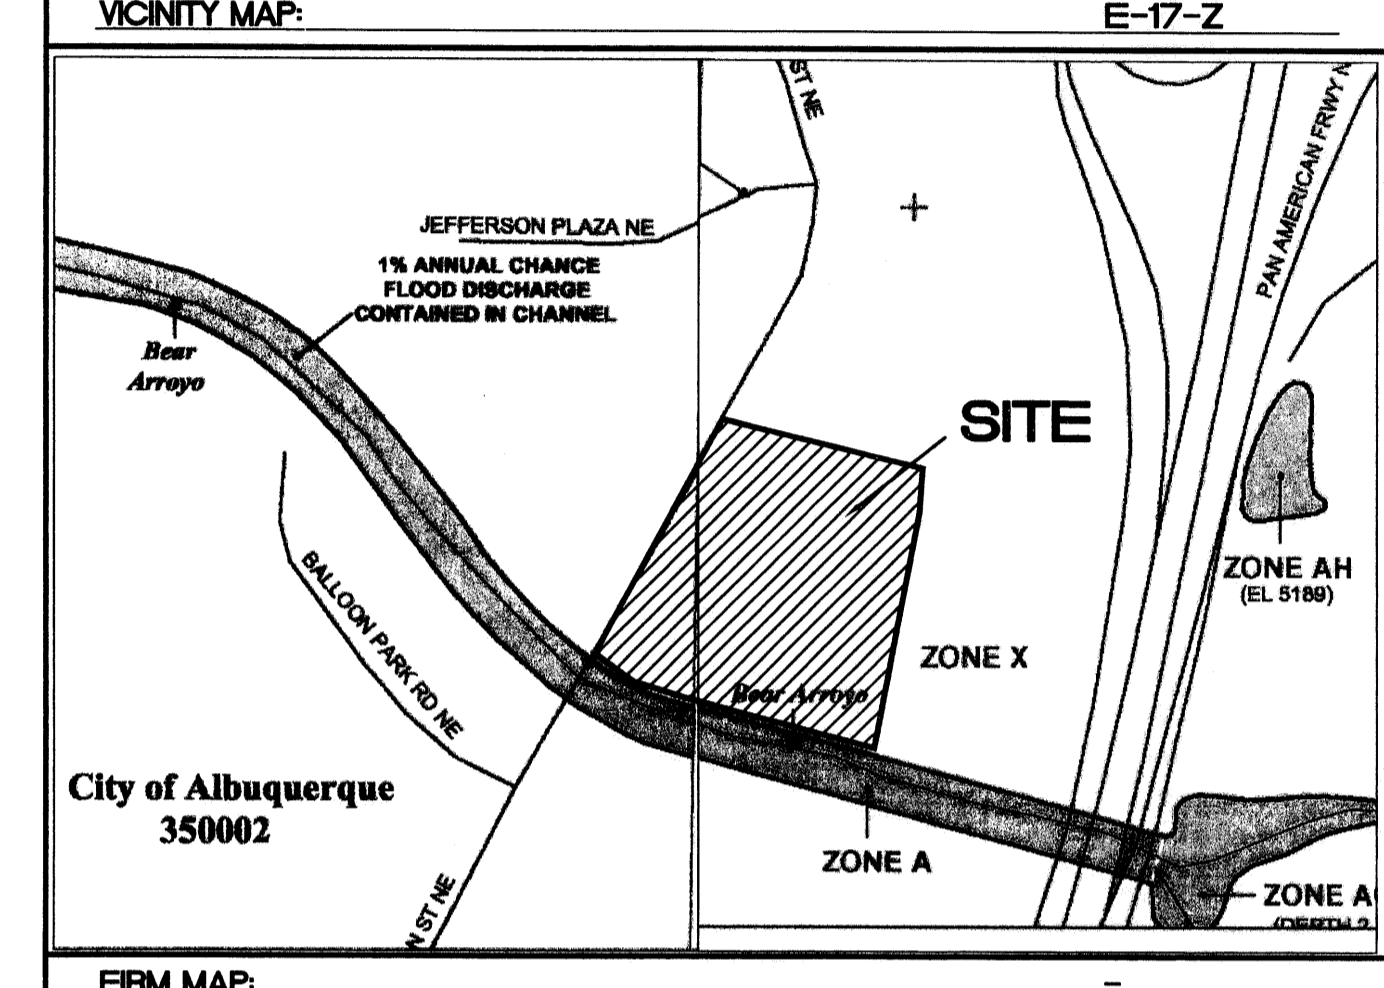 VICINITY MAP: E-17-Z
ST NE
PAN AMERICAN FRWY N
JEFFERSON PLAZA NE
1% ANNUAL CHANCE
FLOOD DISCHARGE
CONTAINED IN CHANNEL
Bear
Arroyo
SITE
ZONE AH
(EL 5189)
BALLOON PARK RD NE
ZONE X
Bear Arroyo
City of Albuquerque
350002
ZONE A
N ST NE
ZONE A
(DEPTH 2
FIRM MAP: